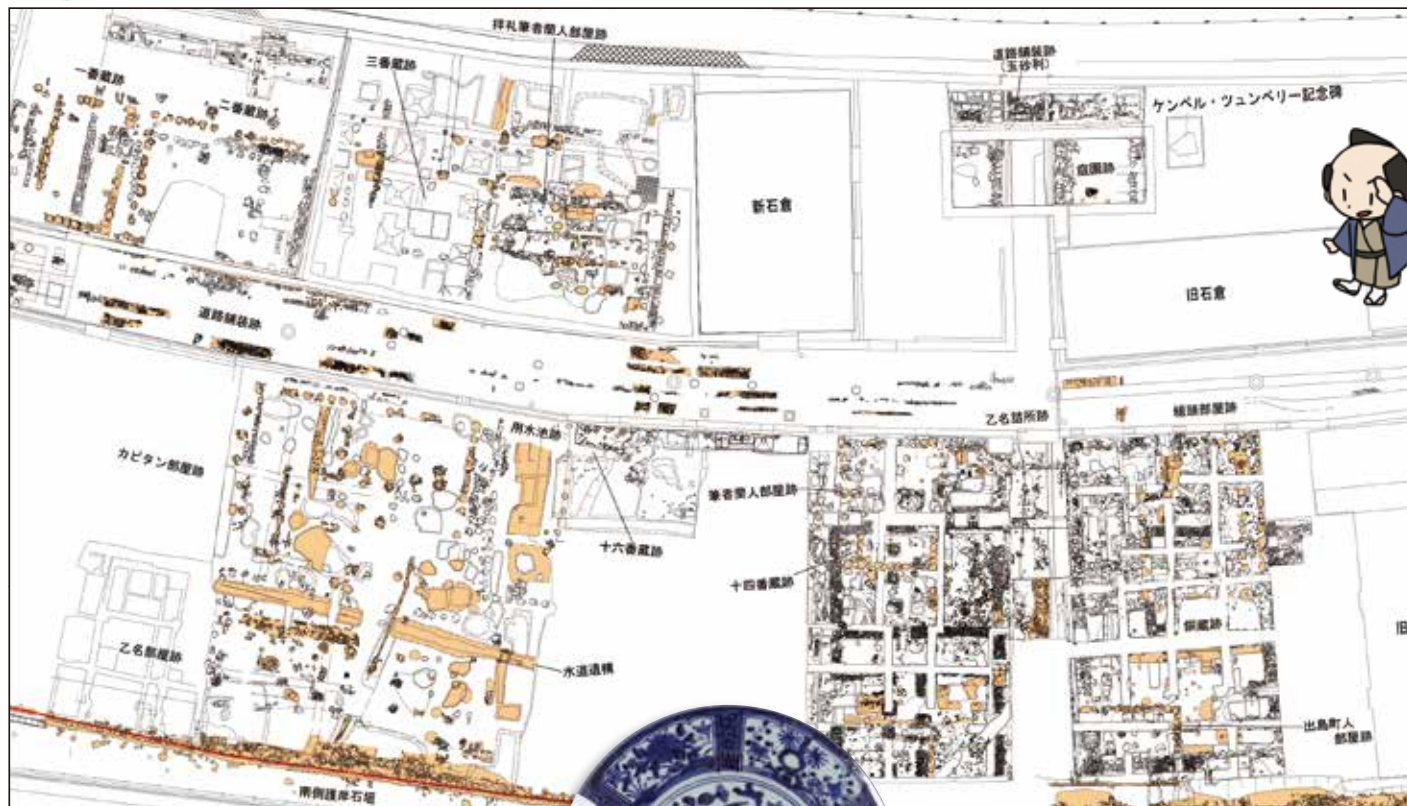 拝礼筆者蘭人部屋跡
三番蔵跡
一番蔵跡
二番蔵跡
道路舗装跡
(玉砂利)
ケンペル・ツュンベリー記念碑
庭園跡
新石倉
旧石倉
道路舗装跡
乙名詰所跡
組頭部屋跡
用水池跡
カピタン部屋跡
筆者蘭人部屋跡
十六番蔵跡
十四番蔵跡
銅蔵跡
旧
乙名部屋跡
水道遺構
出島町人
部屋跡
南側護岸石垣